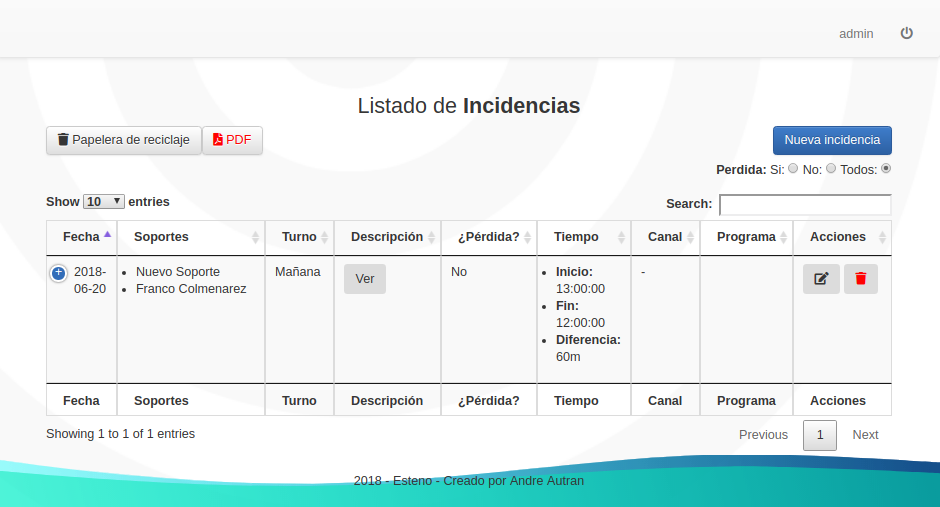 admin
Listado de Incidencias
Papelera de reciclaje PDF Nueva incidencia
Perdida: Si: No: Todos:
Show 10 entries Search:
Fecha Soportes Turno Descripción ¿Pérdida? Tiempo Canal Programa Acciones
2018- Nuevo Soporte Mañana Ver No Inicio: -
06-20 Franco Colmenarez 13:00:00
Fin:
12:00:00
Diferencia:
60m
Fecha Soportes Turno Descripción ¿Pérdida? Tiempo Canal Programa Acciones
Showing 1 to 1 of 1 entries Previous 1 Next
2018 - Esteno - Creado por Andre Autran